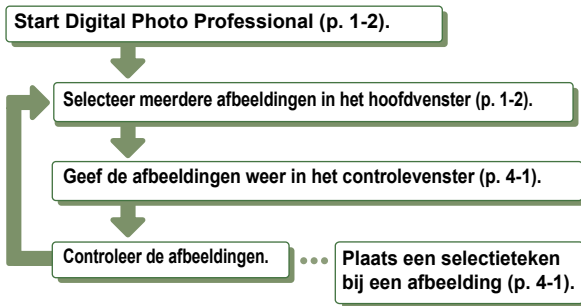 Start Digital Photo Professional (p. 1-2).
Selecteer meerdere afbeeldingen in het hoofdvenster (p. 1-2).
Geef de afbeeldingen weer in het controlevenster (p. 4-1).
Controleer de afbeeldingen.
Plaats een selectieteken
bij een afbeelding (p. 4-1).